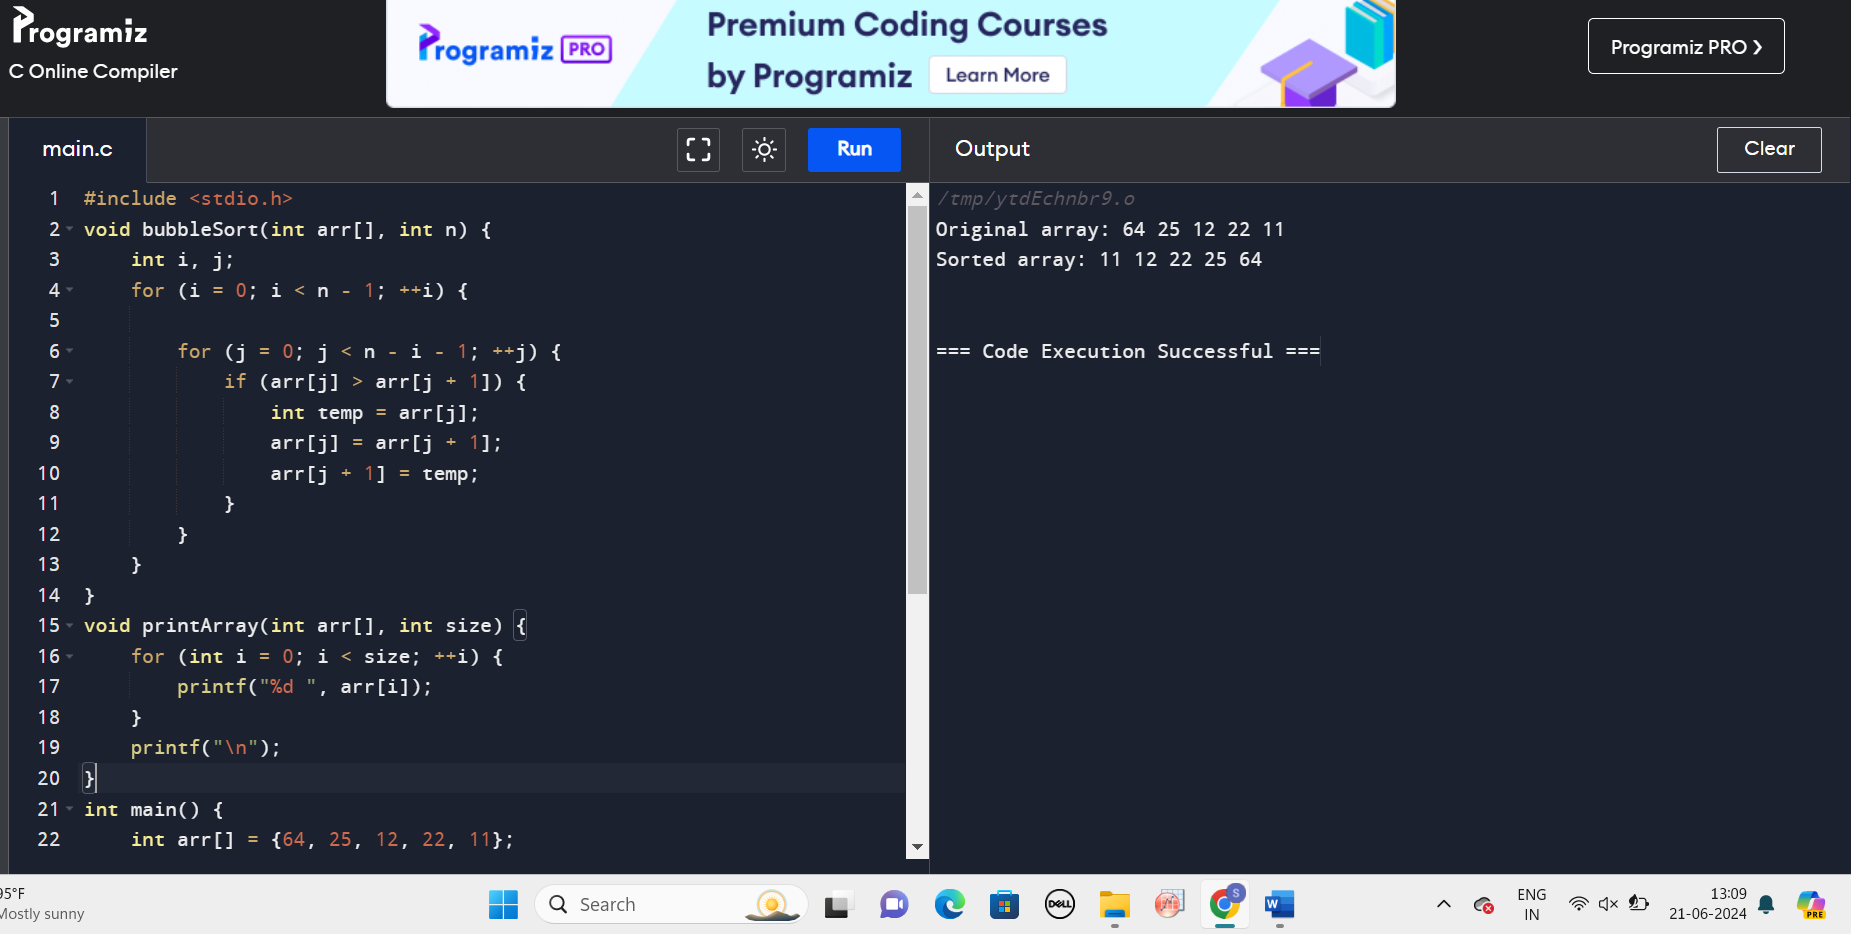 Programiz
C Online Compiler
Programiz PRO
Premium Coding Courses
by Programiz Learn More
Programiz PRO ❯
main.c
Run
Output
Clear
1 #include <stdio.h>
2 void bubbleSort(int arr[], int n) {
3     int i, j;
4     for (i = 0; i < n - 1; ++i) {
5
6         for (j = 0; j < n - i - 1; ++j) {
7             if (arr[j] > arr[j + 1]) {
8                 int temp = arr[j];
9                 arr[j] = arr[j + 1];
10                 arr[j + 1] = temp;
11             }
12         }
13     }
14 }
15 void printArray(int arr[], int size) {
16     for (int i = 0; i < size; ++i) {
17         printf("%d ", arr[i]);
18     }
19     printf("\n");
20 }
21 int main() {
22     int arr[] = {64, 25, 12, 22, 11};
/tmp/ytdEchnbr9.o
Original array: 64 25 12 22 11
Sorted array: 11 12 22 25 64
=== Code Execution Successful ===
95°F
Mostly sunny
Search
DELL
S
W
ENG
IN
13:09
21-06-2024
PRE